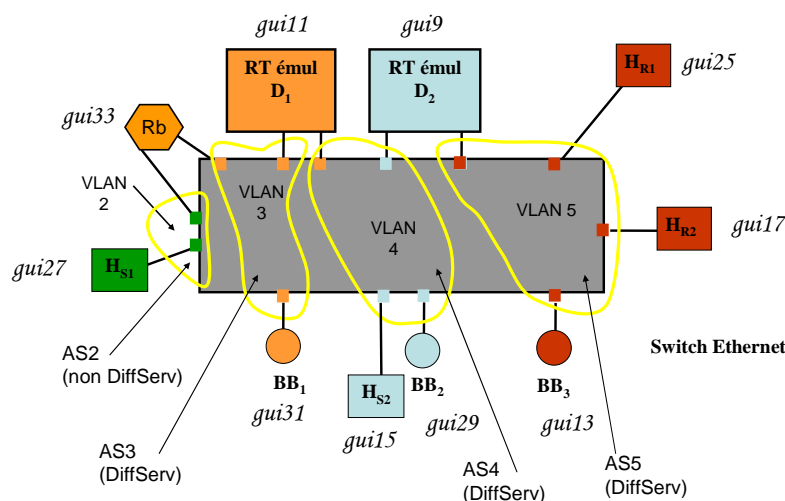 gui11
gui9
RT émul
D1
RT émul
D2
HR1
gui25
gui33
Rb
VLAN
2
VLAN
3
VLAN
4
VLAN 5
HR2
gui17
gui27
HS1
AS2
(non DiffServ)
BB1
gui31
HS2
gui15
BB2
gui29
BB3
gui13
Switch Ethernet
AS3
(DiffServ)
AS4
(DiffServ)
AS5
(DiffServ)